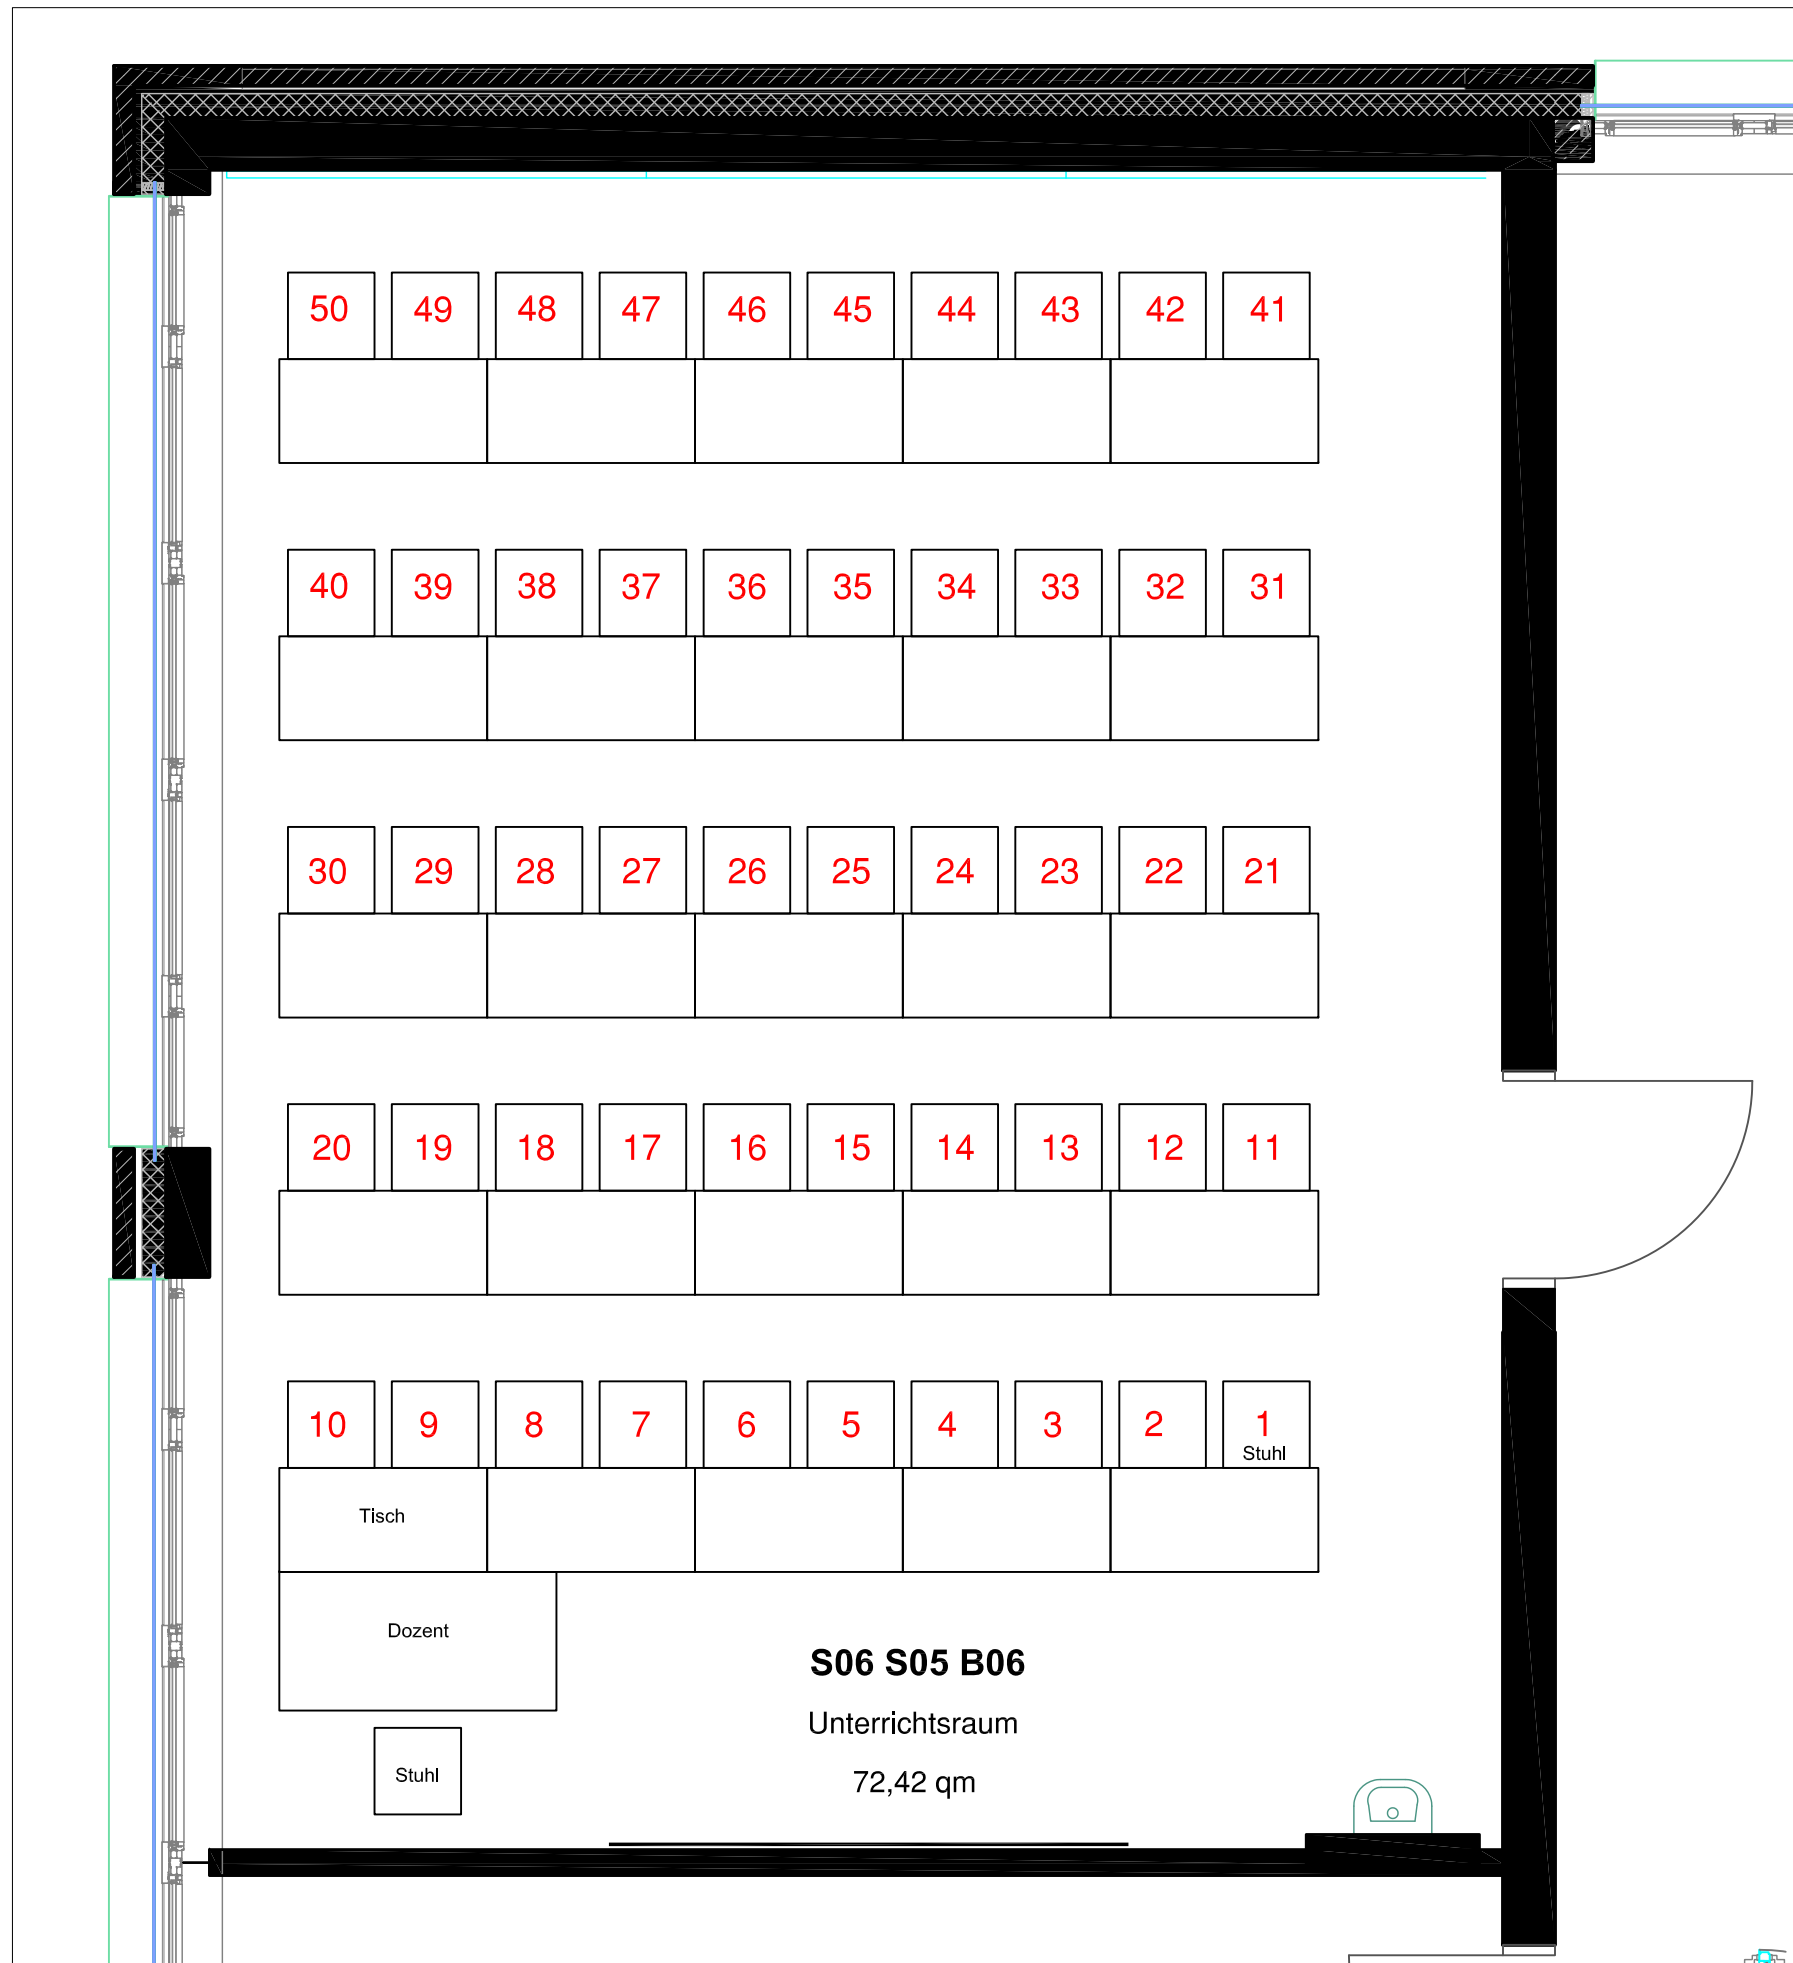 50 49 48 47 46 45 44 43 42 41
40 39 38 37 36 35 34 33 32 31
30 29 28 27 26 25 24 23 22 21
20 19 18 17 16 15 14 13 12 11
10 9 8 7 6 5 4 3 2 1
Stuhl
Tisch
Dozent
S06 S05 B06
Unterrichtsraum
72,42 qm
Stuhl